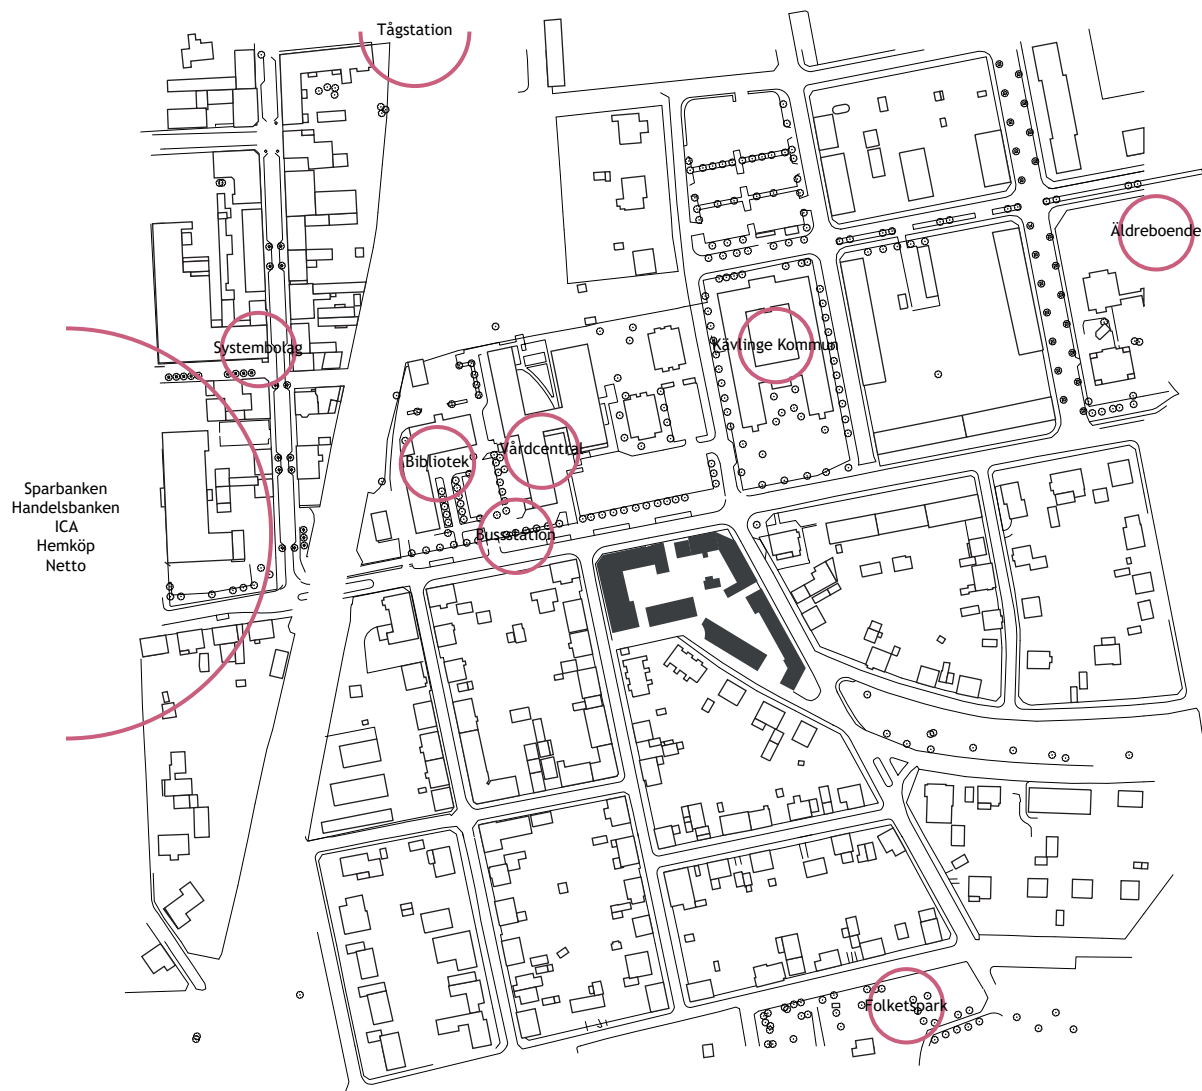 Tågstation
Äldreboende
Systembolag
Kävlinge Kommun
Vårdcentral
Bibliotek
Sparbanken
Handelsbanken
ICA
Hemköp
Netto
Busstation
Folketspark